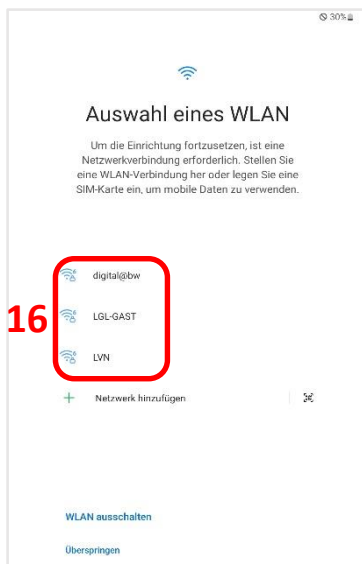 30%
Auswahl eines WLAN
Um die Einrichtung fortzusetzen, ist eine
Netzwerkverbindung erforderlich. Stellen Sie
eine WLAN-Verbindung her oder legen Sie eine
SIM-Karte ein, um mobile Daten zu verwenden.
digital@bw
16
LGL-GAST
LVN
Netzwerk hinzufügen
WLAN ausschalten
Überspringen